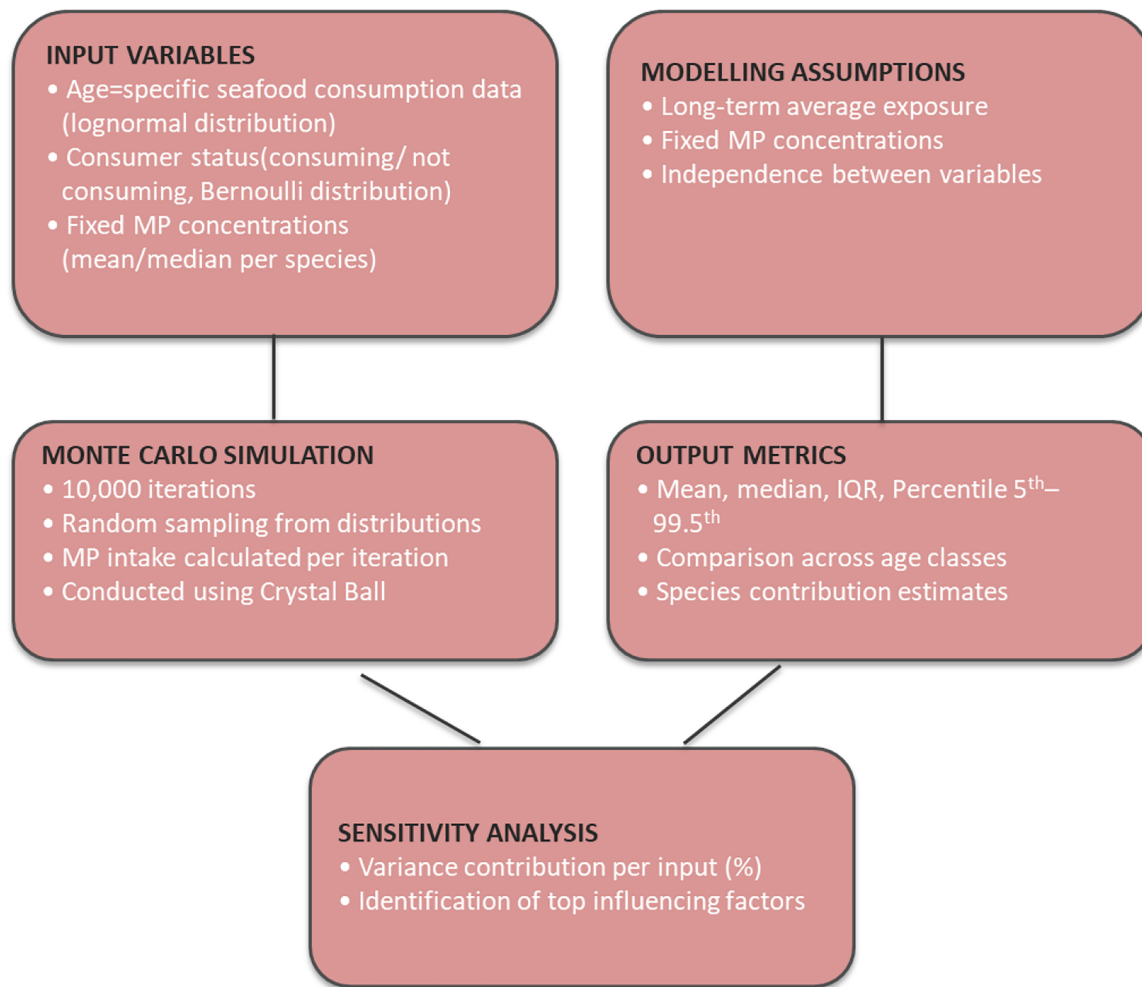 INPUT VARIABLES
• Age=specific seafood consumption data
(lognormal distribution)
• Consumer status(consuming/ not
consuming, Bernoulli distribution)
• Fixed MP concentrations
(mean/median per species)
MODELLING ASSUMPTIONS
• Long-term average exposure
• Fixed MP concentrations
• Independence between variables
MONTE CARLO SIMULATION
• 10,000 iterations
• Random sampling from distributions
• MP intake calculated per iteration
• Conducted using Crystal Ball
OUTPUT METRICS
• Mean, median, IQR, Percentile 5th–
99.5th
• Comparison across age classes
• Species contribution estimates
SENSITIVITY ANALYSIS
• Variance contribution per input (%)
• Identification of top influencing factors